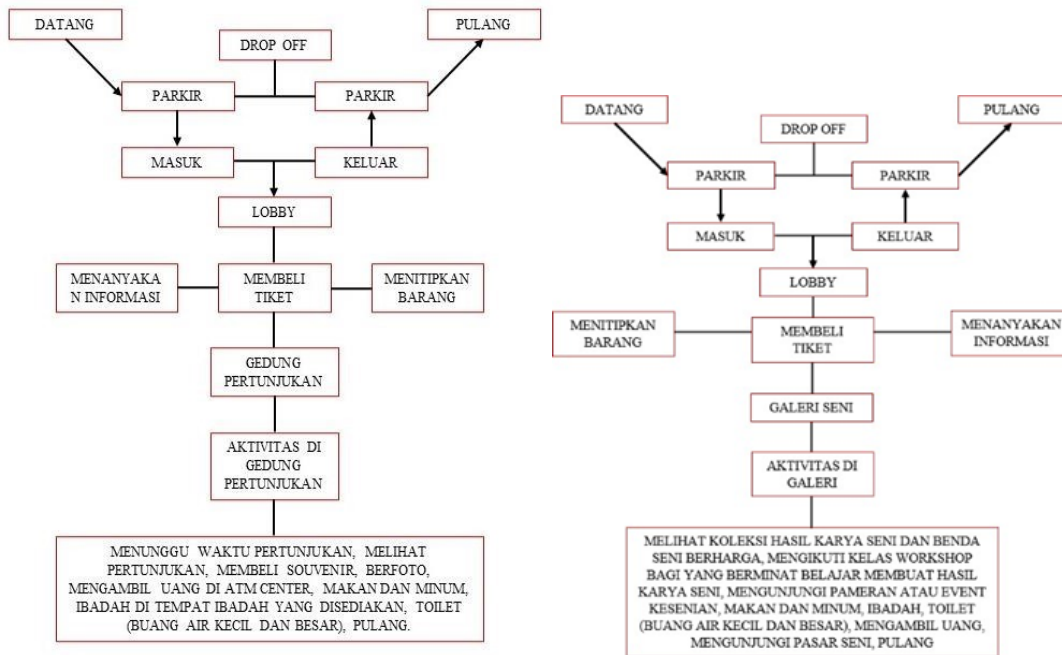 DATANG
PULANG
DROP OFF
PARKIR
PARKIR
MASUK
KELUAR
LOBBY
MENANYAKA
N INFORMASI
MEMBELI
TIKET
MENITIPKAN
BARANG
GEDUNG
PERTUNJUKAN
AKTIVITAS DI
GEDUNG
PERTUNJUKAN
MENUNGGU WAKTU PERTUNJUKAN, MELIHAT
PERTUNJUKAN, MEMBELI SOUVENIR, BERFOTO,
MENGAMBIL UANG DI ATM CENTER, MAKAN DAN MINUM,
IBADAH DI TEMPAT IBADAH YANG DISEDIAKAN, TOILET
(BUANG AIR KECIL DAN BESAR), PULANG.
DATANG
PULANG
DROP OFF
PARKIR
PARKIR
MASUK
KELUAR
LOBBY
MENITIPKAN
BARANG
MEMBELI
TIKET
MENANYAKAN
INFORMASI
GALERI SENI
AKTIVITAS DI
GALERI
MELIHAT KOLEKSI HASIL KARYA SENI DAN BENDA
SENI BERHARGA, MENGIKUTI KELAS WORKSHOP
BAGI YANG BERMINAT BELAJAR MEMBUAT HASIL
KARYA SENI, MENGUNJUNGI PAMERAN ATAU EVENT
KESENIAN, MAKAN DAN MINUM, IBADAH, TOILET
(BUANG AIR KECIL DAN BESAR), MENGAMBIL UANG,
MENGUNJUNGI PASAR SENI, PULANG